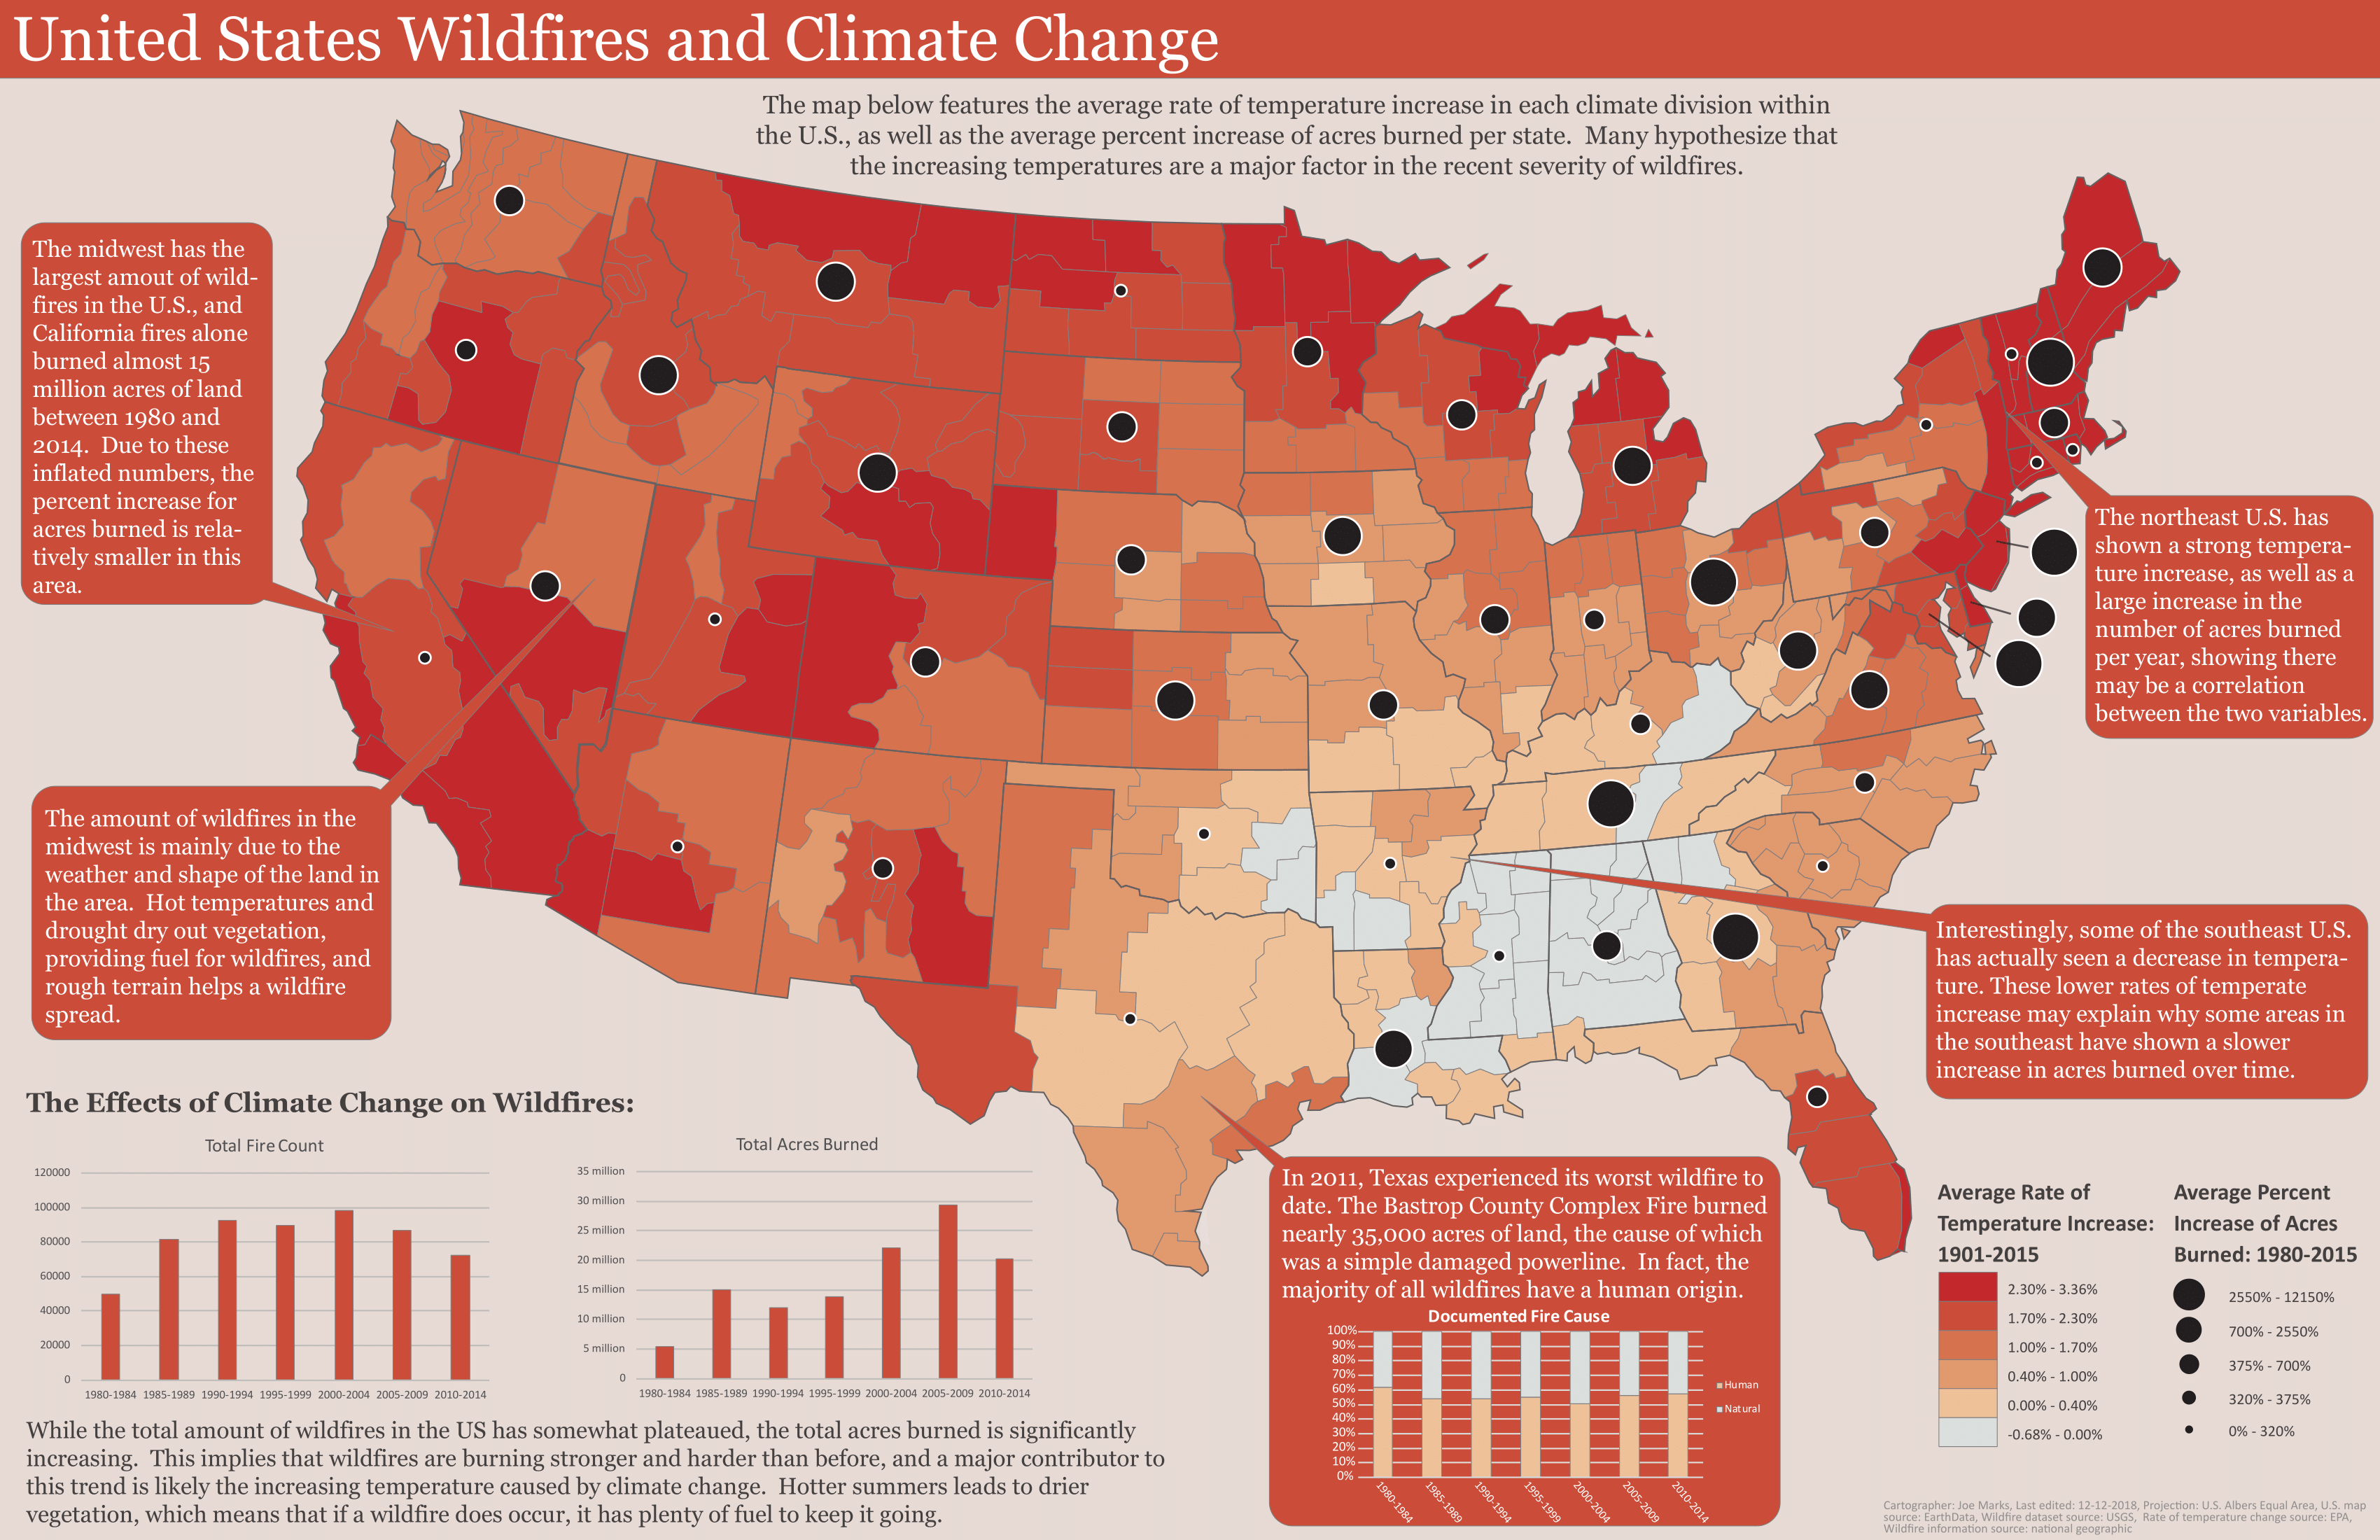 United States Wildfires and Climate Change
The map below features the average rate of temperature increase in each climate division within
the U.S., as well as the average percent increase of acres burned per state.  Many hypothesize that
the increasing temperatures are a major factor in the recent severity of wildfires.
The midwest has the
largest amout of wild-
fires in the U.S., and
California fires alone
burned almost 15
million acres of land
between 1980 and
2014.  Due to these
inflated numbers, the
percent increase for
acres burned is rela-
tively smaller in this
area.
The northeast U.S. has
shown a strong tempera-
ture increase, as well as a
large increase in the
number of acres burned
per year, showing there
may be a correlation
between the two variables.
The amount of wildfires in the
midwest is mainly due to the
weather and shape of the land in
the area.  Hot temperatures and
drought dry out vegetation,
providing fuel for wildfires, and
rough terrain helps a wildfire
spread.
Interestingly, some of the southeast U.S.
has actually seen a decrease in tempera-
ture. These lower rates of temperate
increase may explain why some areas in
the southeast have shown a slower
increase in acres burned over time.
The Effects of Climate Change on Wildfires:
Total Fire Count
120000
100000
80000
60000
40000
20000
0
1980-1984 1985-1989 1990-1994 1995-1999 2000-2004 2005-2009 2010-2014
Total Acres Burned
35 million
30 million
25 million
20 million
15 million
10 million
5 million
0
1980-1984 1985-1989 1990-1994 1995-1999 2000-2004 2005-2009 2010-2014
While the total amount of wildfires in the US has somewhat plateaued, the total acres burned is significantly
increasing.  This implies that wildfires are burning stronger and harder than before, and a major contributor to
this trend is likely the increasing temperature caused by climate change.  Hotter summers leads to drier
vegetation, which means that if a wildfire does occur, it has plenty of fuel to keep it going.
In 2011, Texas experienced its worst wildfire to
date. The Bastrop County Complex Fire burned
nearly 35,000 acres of land, the cause of which
was a simple damaged powerline.  In fact, the
majority of all wildfires have a human origin.
Documented Fire Cause
100%
90%
80%
70%
60%
50%
40%
30%
20%
10%
0%
1980-1984 1985-1989 1990-1994 1995-1999 2000-2004 2005-2009 2010-2014
Human
Natural
Average Rate of
Temperature Increase:
1901-2015
2.30% - 3.36%
1.70% - 2.30%
1.00% - 1.70%
0.40% - 1.00%
0.00% - 0.40%
-0.68% - 0.00%
Average Percent
Increase of Acres
Burned: 1980-2015
2550% - 12150%
700% - 2550%
375% - 700%
320% - 375%
0% - 320%
Cartographer: Joe Marks, Last edited: 12-12-2018, Projection: U.S. Albers Equal Area, U.S. map
source: EarthData, Wildfire dataset source: USGS,  Rate of temperature change source: EPA,
Wildfire information source: national geographic